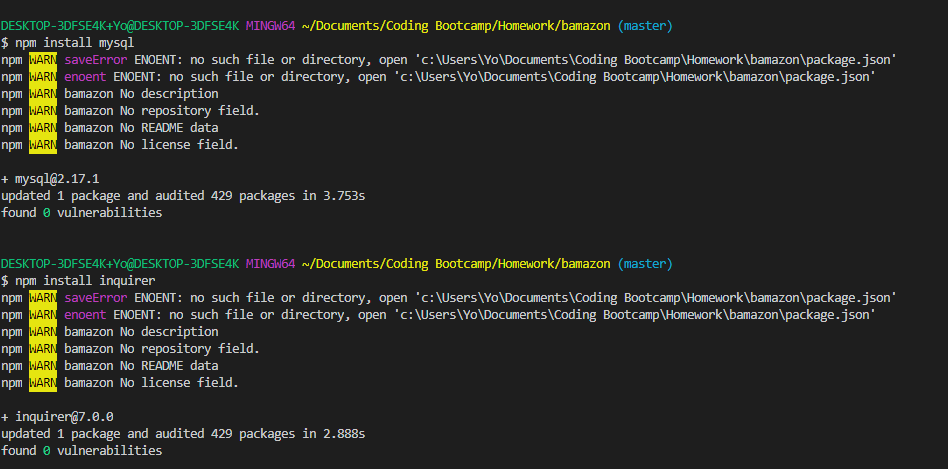 DESKTOP-3DFSE4K+Yo@DESKTOP-3DFSE4K MINGW64 ~/Documents/Coding Bootcamp/Homework/bamazon (master)
$ npm install mysql
npm WARN saveError ENOENT: no such file or directory, open 'c:\Users\Yo\Documents\Coding Bootcamp\Homework\bamazon\package.json'
npm WARN enoent ENOENT: no such file or directory, open 'c:\Users\Yo\Documents\Coding Bootcamp\Homework\bamazon\package.json'
npm WARN bamazon No description
npm WARN bamazon No repository field.
npm WARN bamazon No README data
npm WARN bamazon No license field.
+ mysql@2.17.1
updated 1 package and audited 429 packages in 3.753s
found 0 vulnerabilities
DESKTOP-3DFSE4K+Yo@DESKTOP-3DFSE4K MINGW64 ~/Documents/Coding Bootcamp/Homework/bamazon (master)
$ npm install inquirer
npm WARN saveError ENOENT: no such file or directory, open 'c:\Users\Yo\Documents\Coding Bootcamp\Homework\bamazon\package.json'
npm WARN enoent ENOENT: no such file or directory, open 'c:\Users\Yo\Documents\Coding Bootcamp\Homework\bamazon\package.json'
npm WARN bamazon No description
npm WARN bamazon No repository field.
npm WARN bamazon No README data
npm WARN bamazon No license field.
+ inquirer@7.0.0
updated 1 package and audited 429 packages in 2.888s
found 0 vulnerabilities